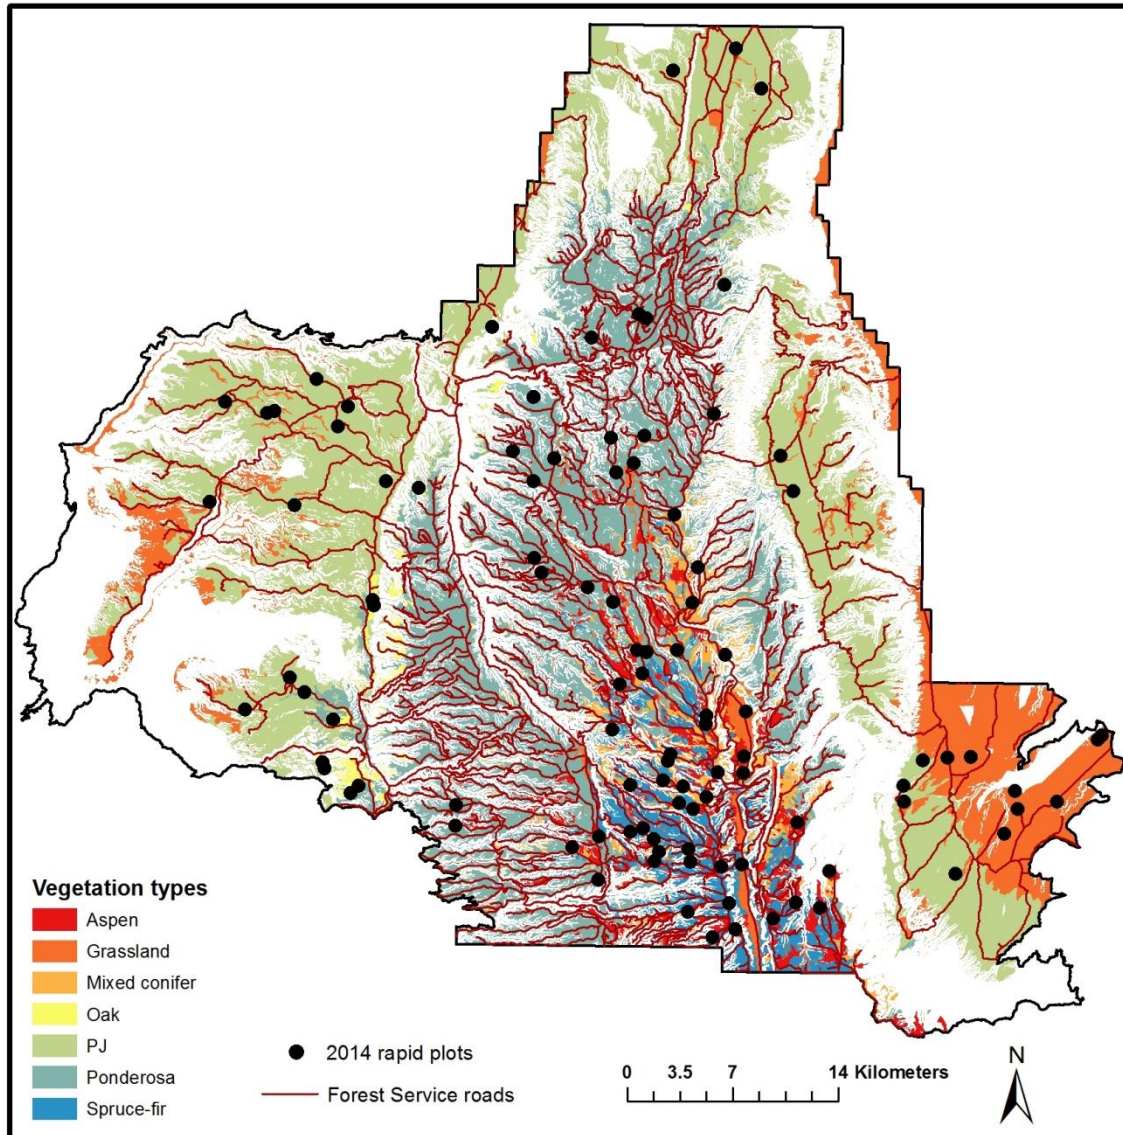 Vegetation types
Aspen
Grassland
Mixed conifer
Oak
PJ
Ponderosa
Spruce-fir
2014 rapid plots
Forest Service roads
0 3.5 7 14 Kilometers
N